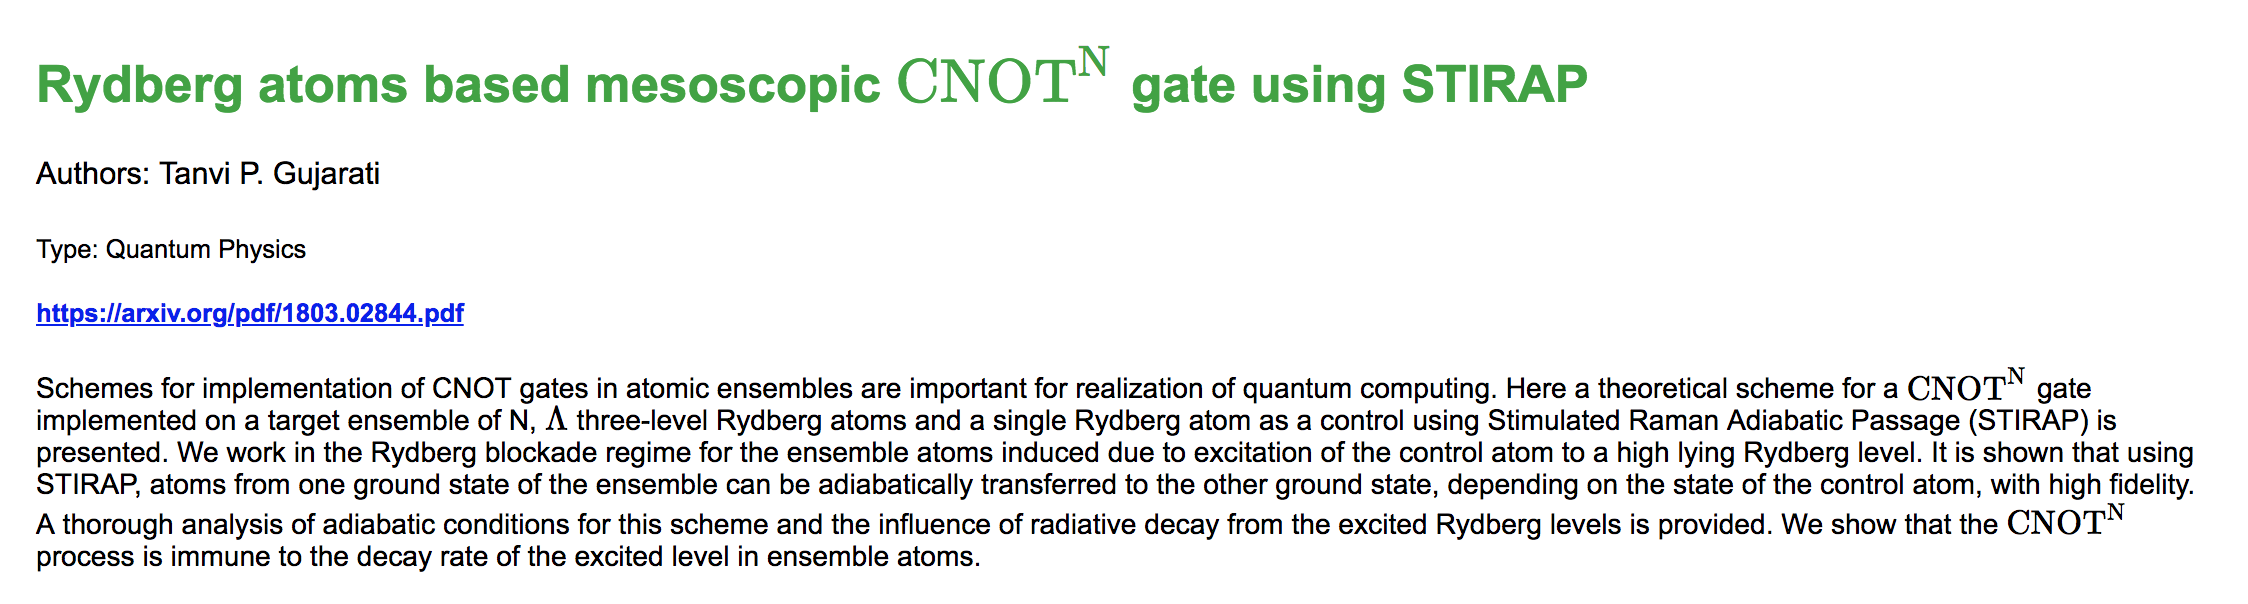 Rydberg atoms based mesoscopic CNOT^N gate using STIRAP
Authors: Tanvi P. Gujarati
Type: Quantum Physics
https://arxiv.org/pdf/1803.02844.pdf
Schemes for implementation of CNOT gates in atomic ensembles are important for realization of quantum computing. Here a theoretical scheme for a CNOT^N gate
implemented on a target ensemble of N, Λ three-level Rydberg atoms and a single Rydberg atom as a control using Stimulated Raman Adiabatic Passage (STIRAP) is
presented. We work in the Rydberg blockade regime for the ensemble atoms induced due to excitation of the control atom to a high lying Rydberg level. It is shown that using
STIRAP, atoms from one ground state of the ensemble can be adiabatically transferred to the other ground state, depending on the state of the control atom, with high fidelity.
A thorough analysis of adiabatic conditions for this scheme and the influence of radiative decay from the excited Rydberg levels is provided. We show that the CNOT^N
process is immune to the decay rate of the excited level in ensemble atoms.